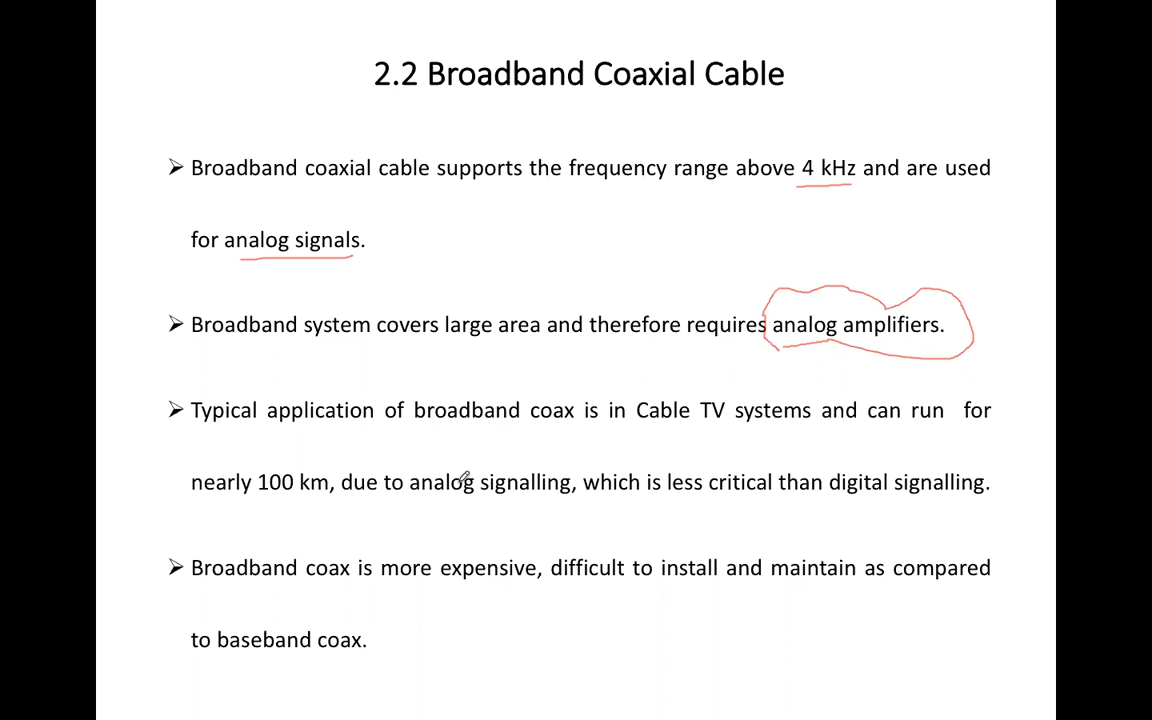 2.2 Broadband Coaxial Cable
➢ Broadband coaxial cable supports the frequency range above 4 kHz and are used
for analog signals.
➢ Broadband system covers large area and therefore requires analog amplifiers.
➢ Typical application of broadband coax is in Cable TV systems and can run for
nearly 100 km, due to analog signalling, which is less critical than digital signalling.
➢ Broadband coax is more expensive, difficult to install and maintain as compared
to baseband coax.